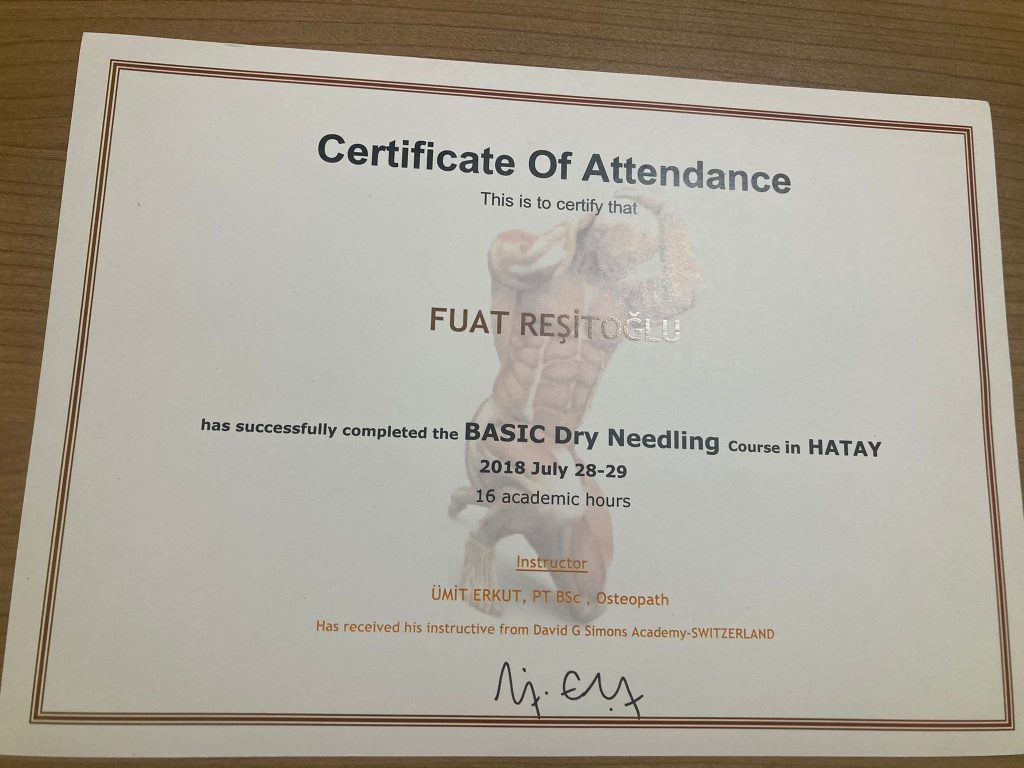 Certificate Of Attendance
This is to certify that
FUAT REŞİTOĞLU
has successfully completed the BASIC Dry Needling Course in HATAY
2018 July 28-29
16 academic hours
Instructor
ÜMİT ERKUT, PT BSc , Osteopath
Has received his instructive from David G Simons Academy-SWITZERLAND